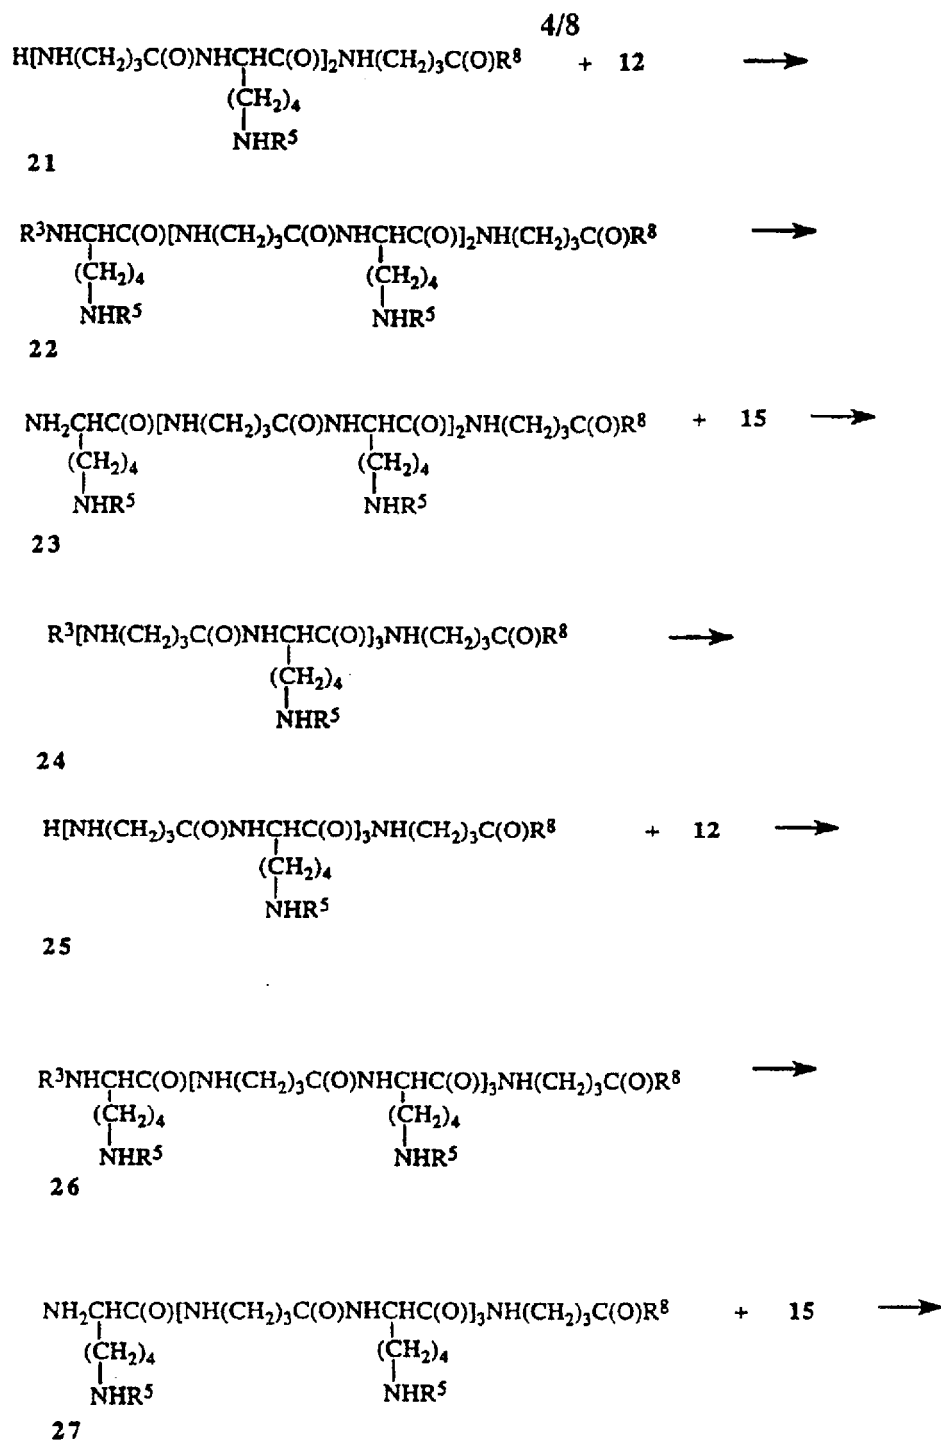 4/8
H[NH(CH₂)₃C(O)NHCHC(O)]₂NH(CH₂)₃C(O)R⁸ + 12
(CH₂)₄
NHR⁵
21
R³NHCHC(O)[NH(CH₂)₃C(O)NHCHC(O)]₂NH(CH₂)₃C(O)R⁸
(CH₂)₄ (CH₂)₄
NHR⁵ NHR⁵
22
NH₂CHC(O)[NH(CH₂)₃C(O)NHCHC(O)]₂NH(CH₂)₃C(O)R⁸ + 15
(CH₂)₄ (CH₂)₄
NHR⁵ NHR⁵
23
R³[NH(CH₂)₃C(O)NHCHC(O)]₃NH(CH₂)₃C(O)R⁸
(CH₂)₄
NHR⁵
24
H[NH(CH₂)₃C(O)NHCHC(O)]₃NH(CH₂)₃C(O)R⁸ + 12
(CH₂)₄
NHR⁵
25
R³NHCHC(O)[NH(CH₂)₃C(O)NHCHC(O)]₃NH(CH₂)₃C(O)R⁸
(CH₂)₄ (CH₂)₄
NHR⁵ NHR⁵
26
NH₂CHC(O)[NH(CH₂)₃C(O)NHCHC(O)]₃NH(CH₂)₃C(O)R⁸ + 15
(CH₂)₄ (CH₂)₄
NHR⁵ NHR⁵
27